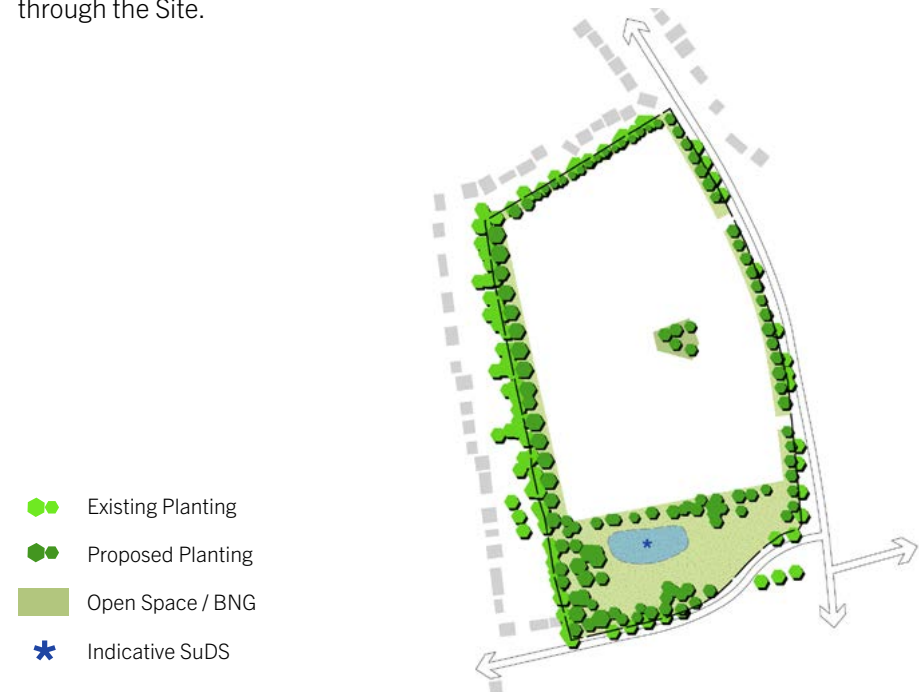 through the Site.
Existing Planting
Proposed Planting
Open Space / BNG
Indicative SuDS